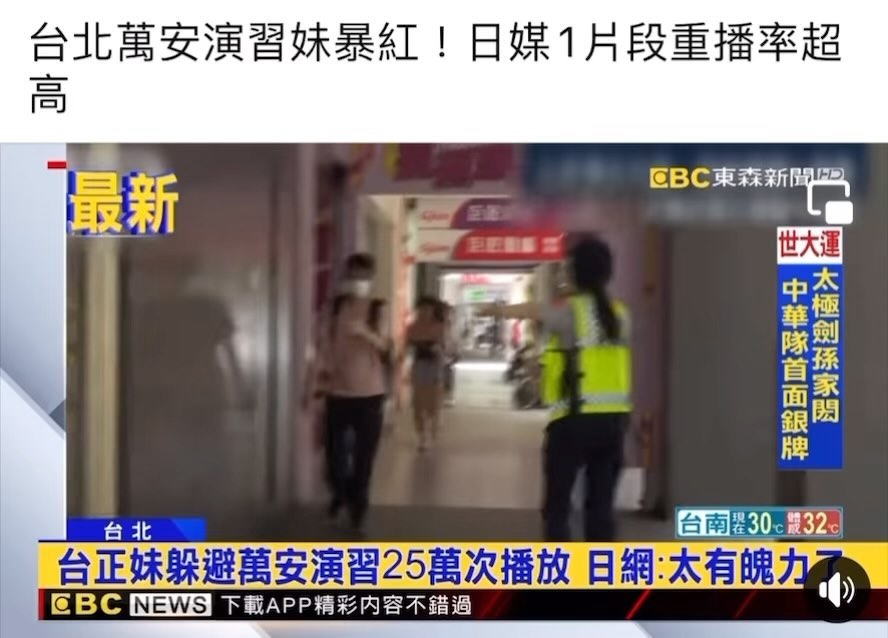 台北萬安演習妹暴紅！日媒1片段重播率超
高
最新
CBC東森新聞HD
世大運
太極劍孫家閎
中華隊首面銀牌
台南 現在30℃ 體感32℃
台北
台正妹躲避萬安演習25萬次播放 日網:太有魄力了
CBC NEWS 下載APP精彩内容不錯過